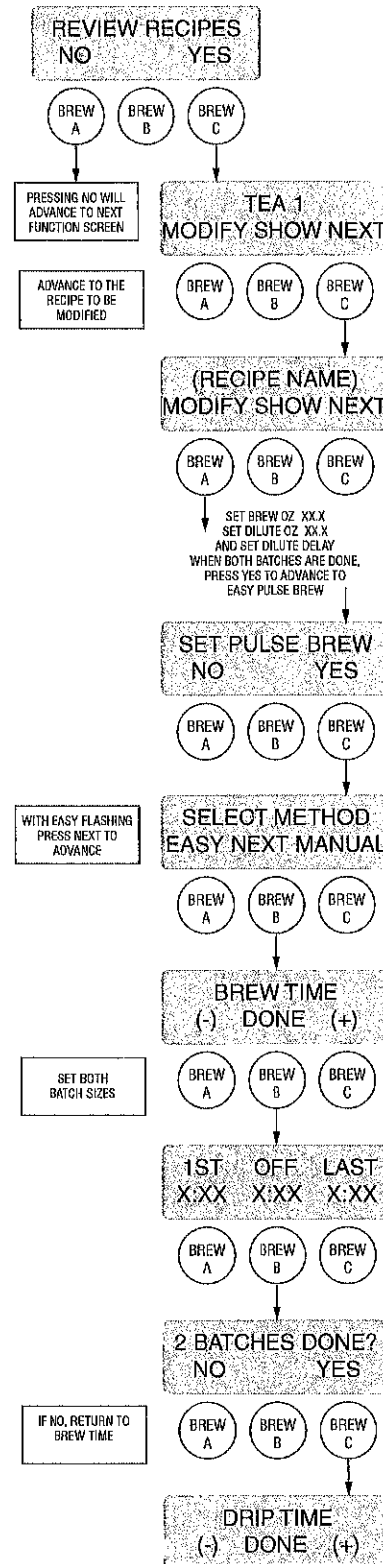 REVIEW RECIPES
NO YES
BREW
A
BREW
B
BREW
C
PRESSING NO WILL
ADVANCE TO NEXT
FUNCTION SCREEN
TEA 1
MODIFY SHOW NEXT
ADVANCE TO THE
RECIPE TO BE
MODIFIED
BREW
A
BREW
B
BREW
C
(RECIPE NAME)
MODIFY SHOW NEXT
BREW
A
BREW
B
BREW
C
SET BREW OZ XX.X
SET DILUTE OZ XX.X
AND SET DILUTE DELAY
WHEN BOTH BATCHES ARE DONE,
PRESS YES TO ADVANCE TO
EASY PULSE BREW
SET PULSE BREW
NO YES
BREW
A
BREW
B
BREW
C
WITH EASY FLASHING
PRESS NEXT TO
ADVANCE
SELEOT METHOD
EASY NEXT MANUAL
BREW
A
BREW
B
BREW
C
BREW TIME
(-) DONE (+)
SET BOTH
BATCH SIZES
BREW
A
BREW
B
BREW
C
1ST OFF LAST
X:XX X:XX X:XX
BREW
A
BREW
B
BREW
C
2 BATCHES DONE?
NO YES
IF NO, RETURN TO
BREW TIME
BREW
A
BREW
B
BREW
C
DRIP TIME
(-) DONE (+)